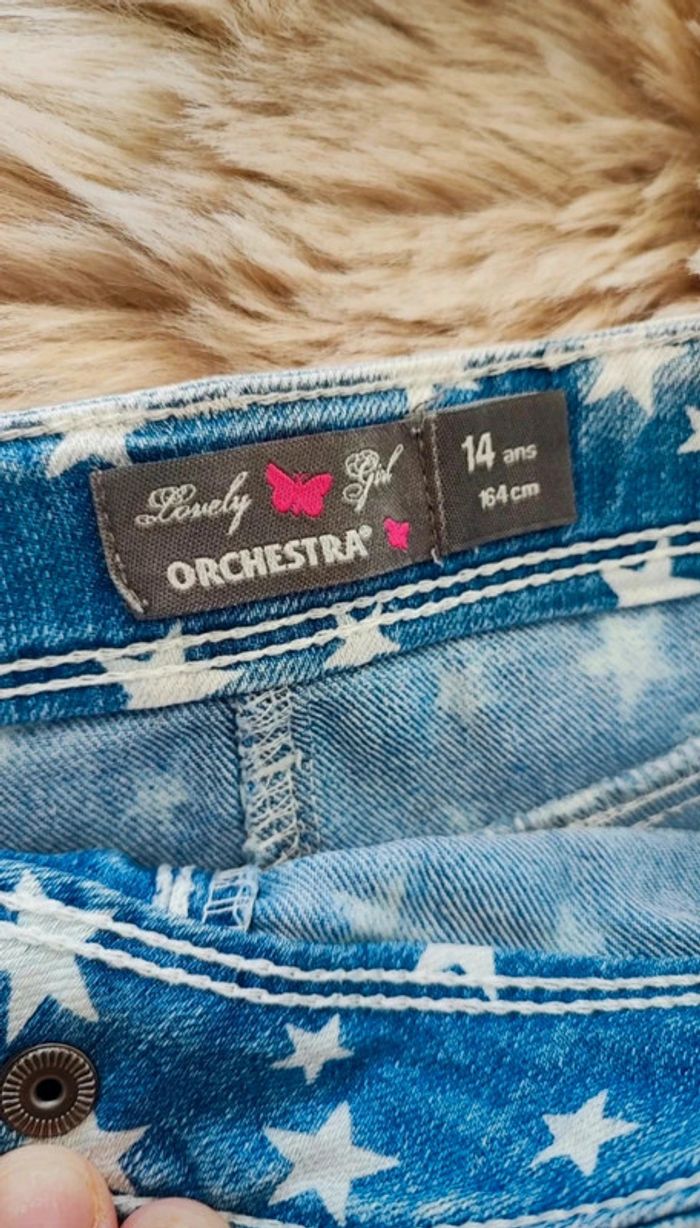 Lovely Girl
ORCHESTRA®
14 ans
164 cm